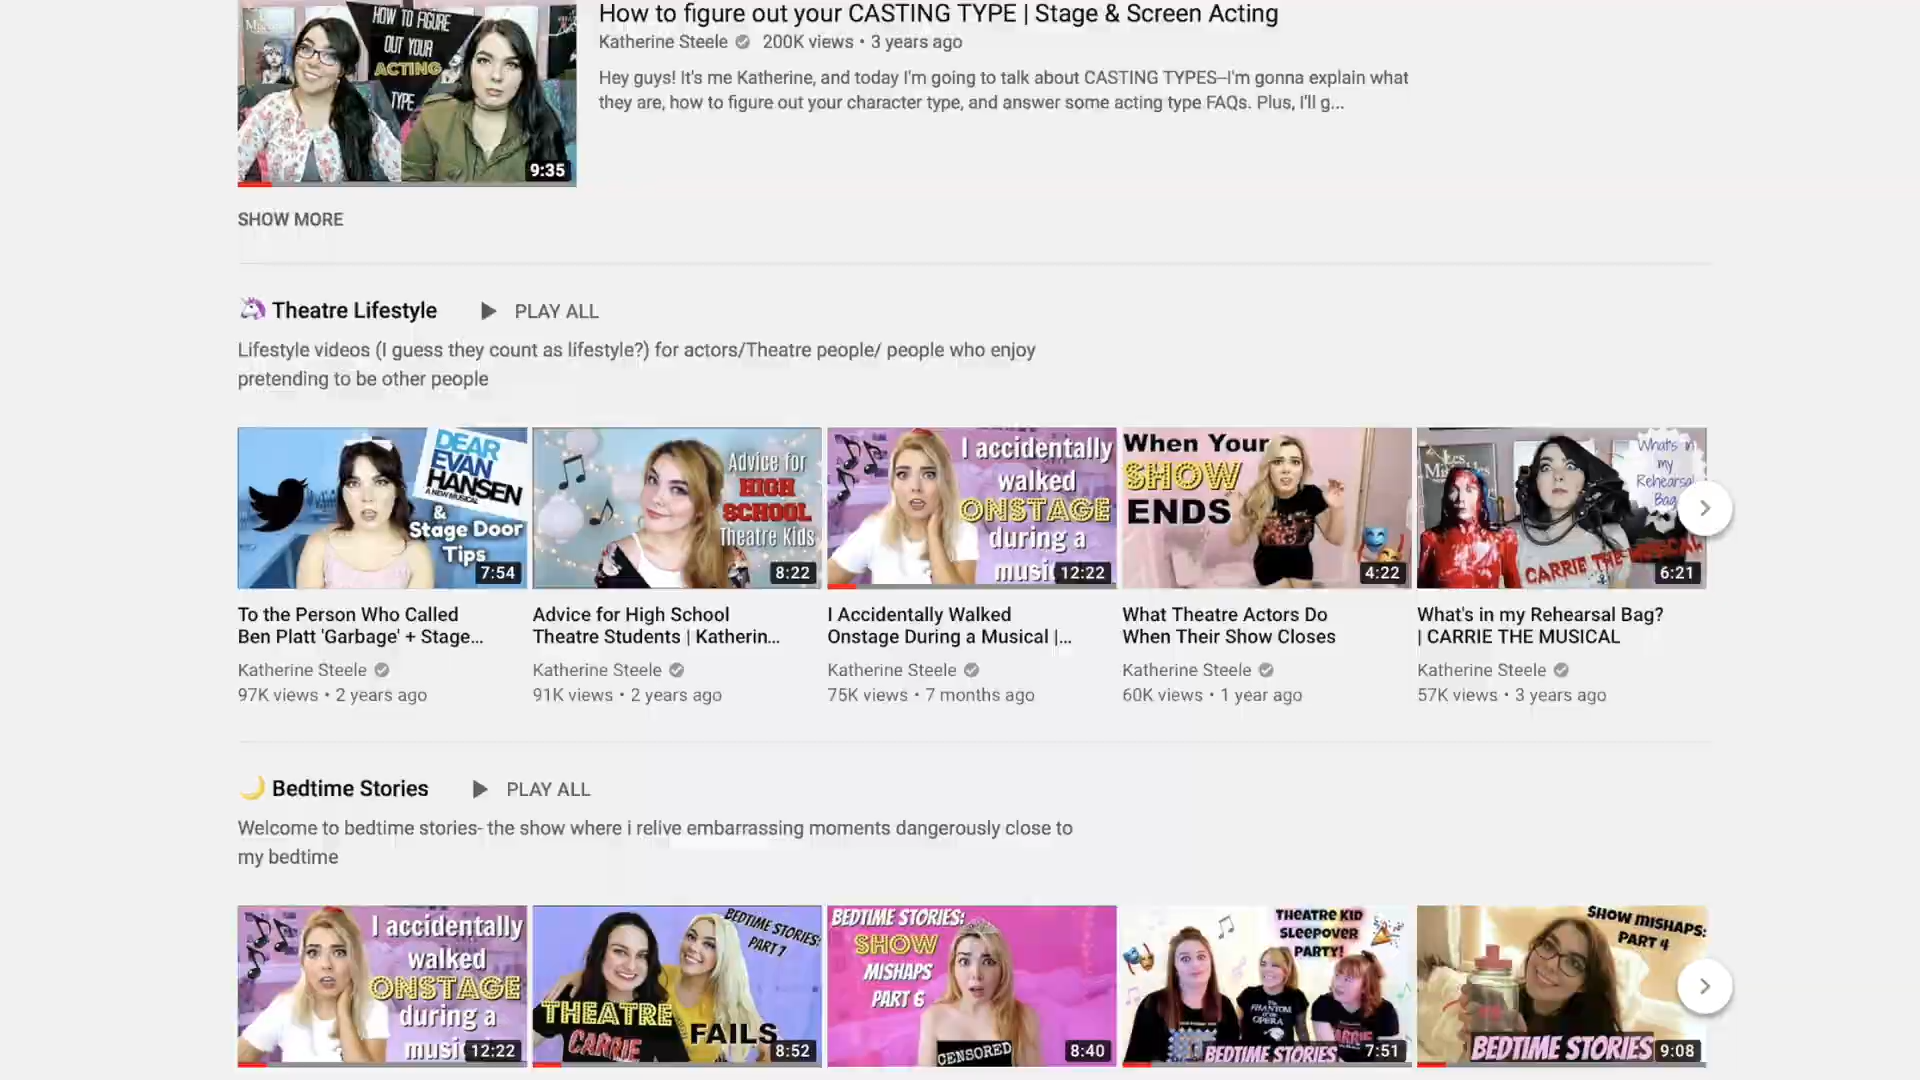 How to figure out your CASTING TYPE | Stage & Screen Acting
Katherine Steele 200K views • 3 years ago
Hey guys! It's me Katherine, and today I'm going to talk about CASTING TYPES--I'm gonna explain what
they are, how to figure out your character type, and answer some acting type FAQs. Plus, I'll g...
HOW TO FIGURE
OUT YOUR
ACTING
TYPE
9:35
SHOW MORE
Theatre Lifestyle PLAY ALL
Lifestyle videos (I guess they count as lifestyle?) for actors/Theatre people/ people who enjoy
pretending to be other people
DEAR
EVAN
HANSEN
A NEW MUSICAL
&
Stage Door
Tips
7:54
Advice for
HIGH
SCHOOL
Theatre Kids
8:22
I accidentally
walked
ONSTAGE
during a
musi
12:22
When Your
SHOW
ENDS
4:22
Les
What's in
my
Rehearsal
Bag
CARRIE THE MUSICAL
6:21
To the Person Who Called
Ben Platt 'Garbage' + Stage...
Katherine Steele
97K views • 2 years ago
Advice for High School
Theatre Students | Katherin...
Katherine Steele
91K views • 2 years ago
I Accidentally Walked
Onstage During a Musical |...
Katherine Steele
75K views • 7 months ago
What Theatre Actors Do
When Their Show Closes
Katherine Steele
60K views • 1 year ago
What's in my Rehearsal Bag?
| CARRIE THE MUSICAL
Katherine Steele
57K views • 3 years ago
Bedtime Stories PLAY ALL
Welcome to bedtime stories- the show where i relive embarrassing moments dangerously close to
my bedtime
I accidentally
walked
ONSTAGE
during a
musi
12:22
BEDTIME STORIES:
PART 7
THEATRE
CARRIE
FAILS
8:52
BEDTIME STORIES:
SHOW
MISHAPS
PART 6
CENSORED
8:40
THEATRE KID
SLEEPOVER
PARTY!
PHANTOM
OPERA
CARRIE
BEDTIME STORIES
7:51
SHOW MISHAPS:
PART 4
BEDTIME STORIES
9:08